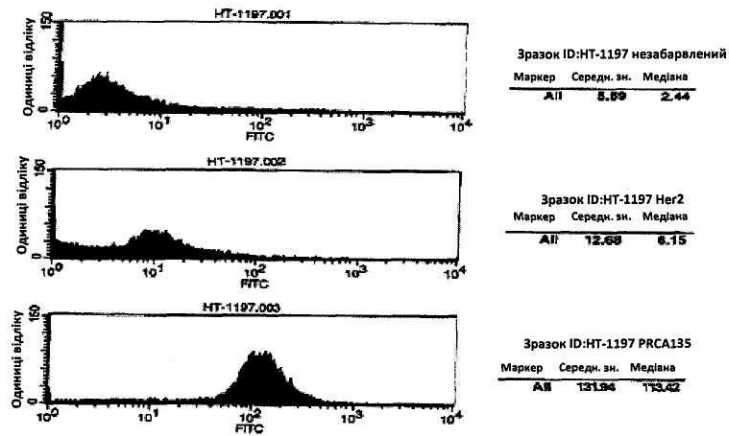 HT-1197.001
Одиниці відліку
150
0
10⁰ 10¹ 10² 10³ 10⁴
FITC
Зразок ID:HT-1197 незабарвлений
Маркер Середн. зн. Медіана
All 5.59 2.44
HT-1197.002
Одиниці відліку
150
0
10⁰ 10¹ 10² 10³ 10⁴
FITC
Зразок ID:HT-1197 Her2
Маркер Середн. зн. Медіана
All 12.68 6.15
HT-1197.003
Одиниці відліку
150
0
10⁰ 10¹ 10² 10³ 10⁴
FITC
Зразок ID:HT-1197 PRCA135
Маркер Середн. зн. Медіана
All 131.94 113.42